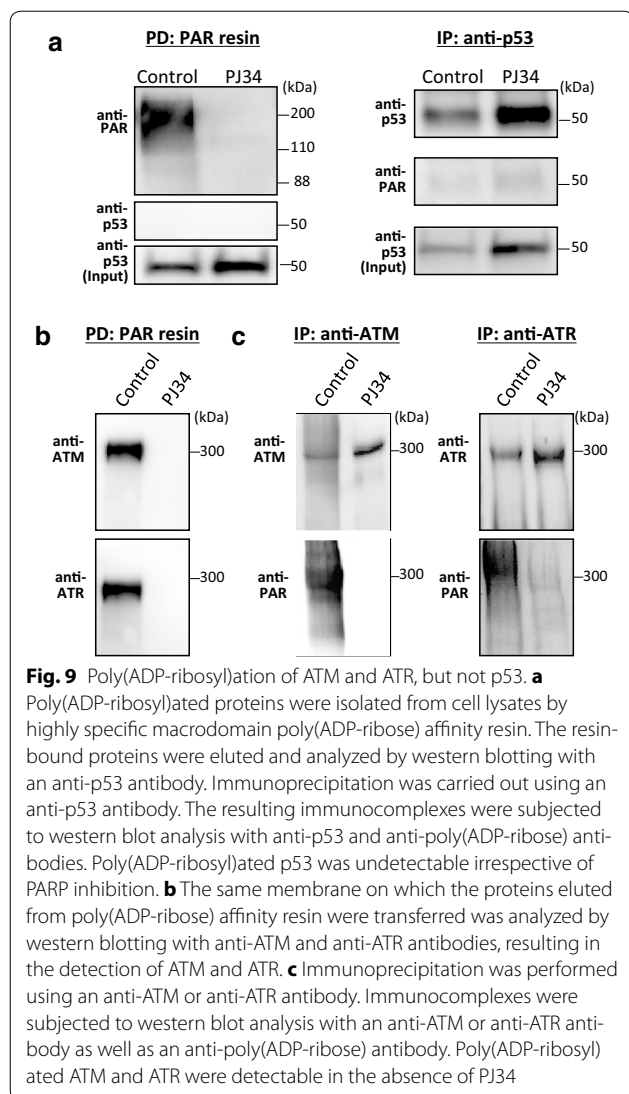 a
PD: PAR resin
IP: anti-p53
Control PJ34 (kDa)
anti-PAR
200
110
88
anti-p53
50
anti-p53 (Input)
50
Control PJ34 (kDa)
anti-p53
50
anti-PAR
50
anti-p53 (Input)
50
b
PD: PAR resin
Control PJ34
(kDa)
anti-ATM
300
anti-ATR
300
c
IP: anti-ATM
Control PJ34
(kDa)
anti-ATM
300
anti-PAR
300
IP: anti-ATR
Control PJ34
(kDa)
anti-ATR
300
anti-PAR
300
Fig. 9 Poly(ADP-ribosyl)ation of ATM and ATR, but not p53. a
Poly(ADP-ribosyl)ated proteins were isolated from cell lysates by
highly specific macrodomain poly(ADP-ribose) affinity resin. The resin-
bound proteins were eluted and analyzed by western blotting with
an anti-p53 antibody. Immunoprecipitation was carried out using an
anti-p53 antibody. The resulting immunocomplexes were subjected
to western blot analysis with anti-p53 and anti-poly(ADP-ribose) anti-
bodies. Poly(ADP-ribosyl)ated p53 was undetectable irrespective of
PARP inhibition. b The same membrane on which the proteins eluted
from poly(ADP-ribose) affinity resin were transferred was analyzed by
western blotting with anti-ATM and anti-ATR antibodies, resulting in
the detection of ATM and ATR. c Immunoprecipitation was performed
using an anti-ATM or anti-ATR antibody. Immunocomplexes were
subjected to western blot analysis with an anti-ATM or anti-ATR anti-
body as well as an anti-poly(ADP-ribose) antibody. Poly(ADP-ribosyl)
ated ATM and ATR were detectable in the absence of PJ34